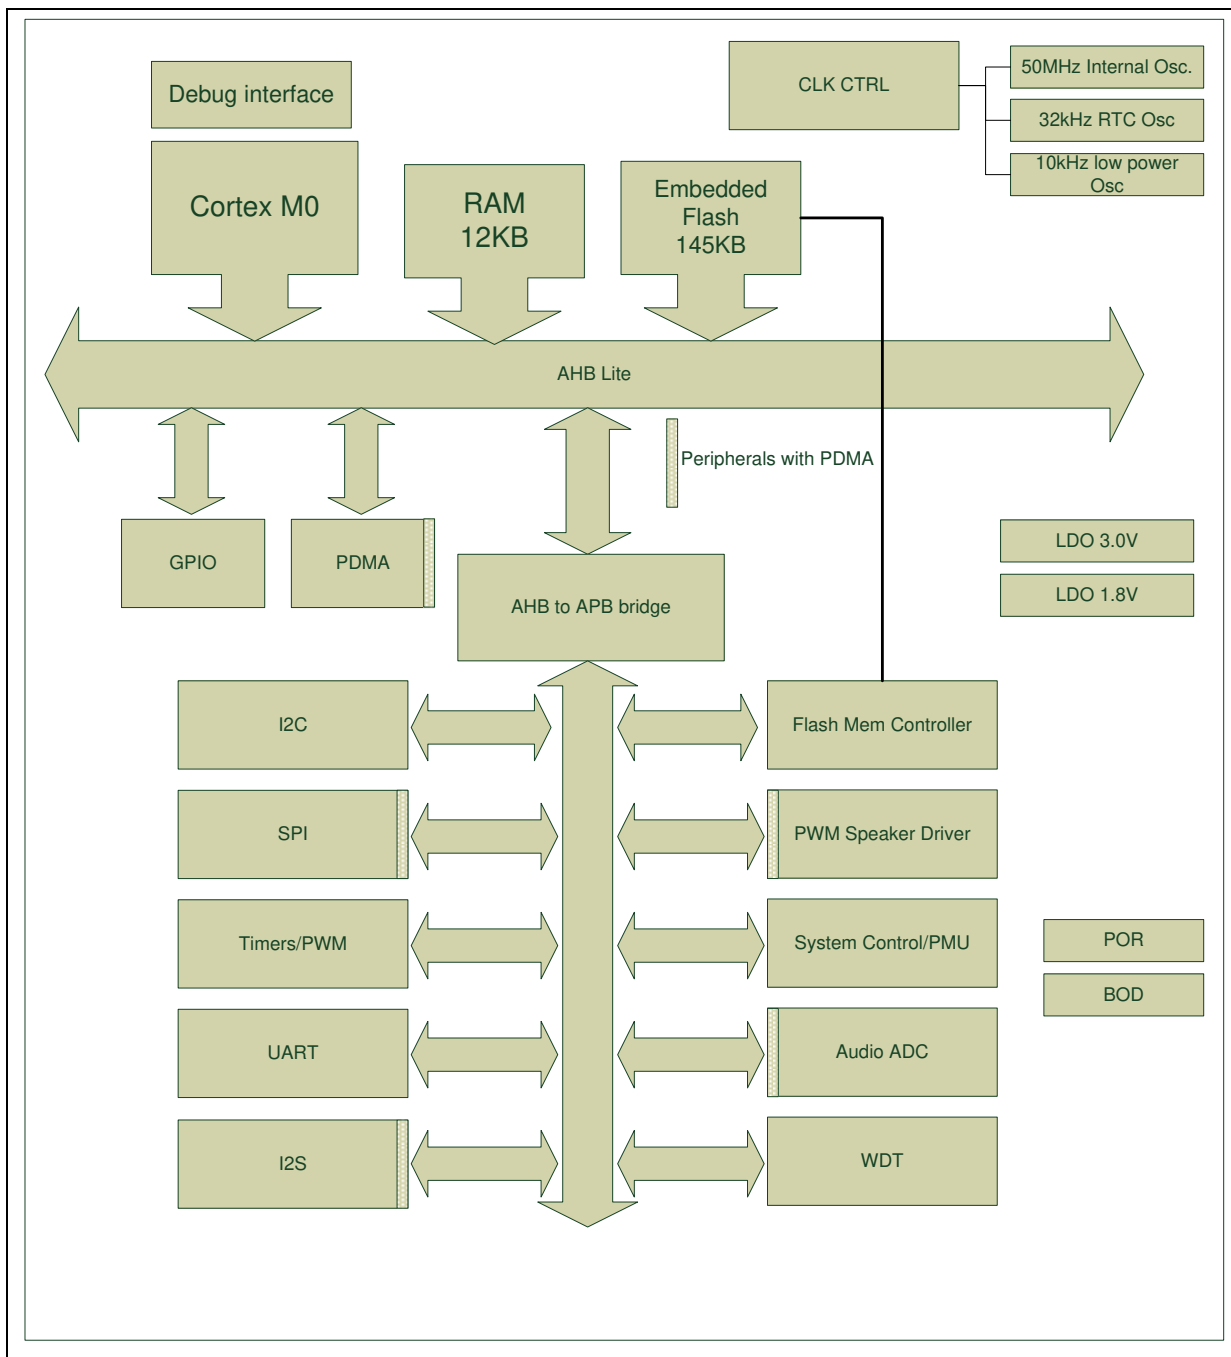 Debug interface
CLK CTRL
50MHz Internal Osc.
32kHz RTC Osc
10kHz low power
Osc
Cortex M0
RAM
12KB
Embedded
Flash
145KB
AHB Lite
Peripherals with PDMA
GPIO
PDMA
LDO 3.0V
LDO 1.8V
AHB to APB bridge
I2C
Flash Mem Controller
SPI
PWM Speaker Driver
Timers/PWM
System Control/PMU
POR
BOD
UART
Audio ADC
I2S
WDT